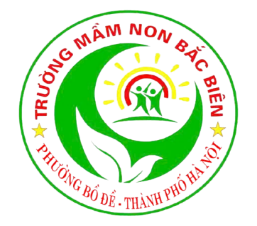 TRƯỜNG MẦM NON BẮC BIÊN
PHƯỜNG BỒ ĐỀ - THÀNH PHỐ HÀ NỘI